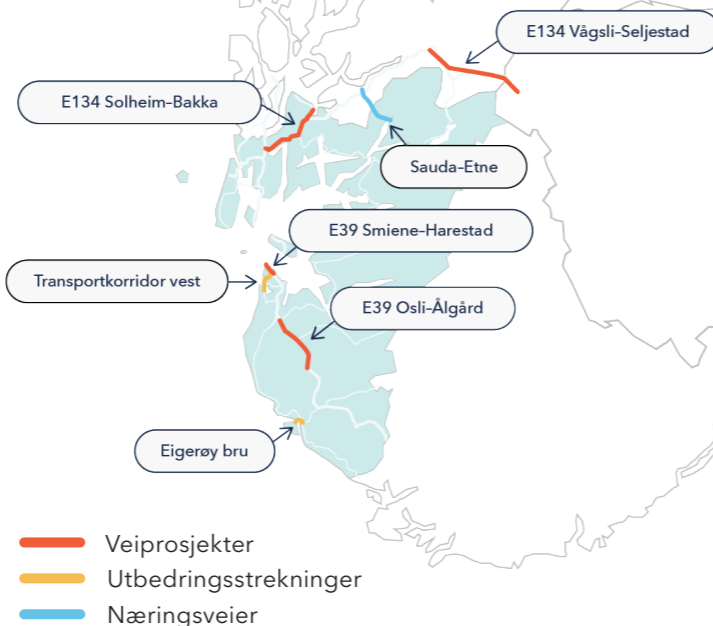 E134 Vågsli-Seljestad
E134 Solheim-Bakka
Sauda-Etne
E39 Smiene-Harestad
Transportkorridor vest
E39 Osli-Ålgård
Eigerøy bru
Veiprosjekter
Utbedringsstrekninger
Næringsveier